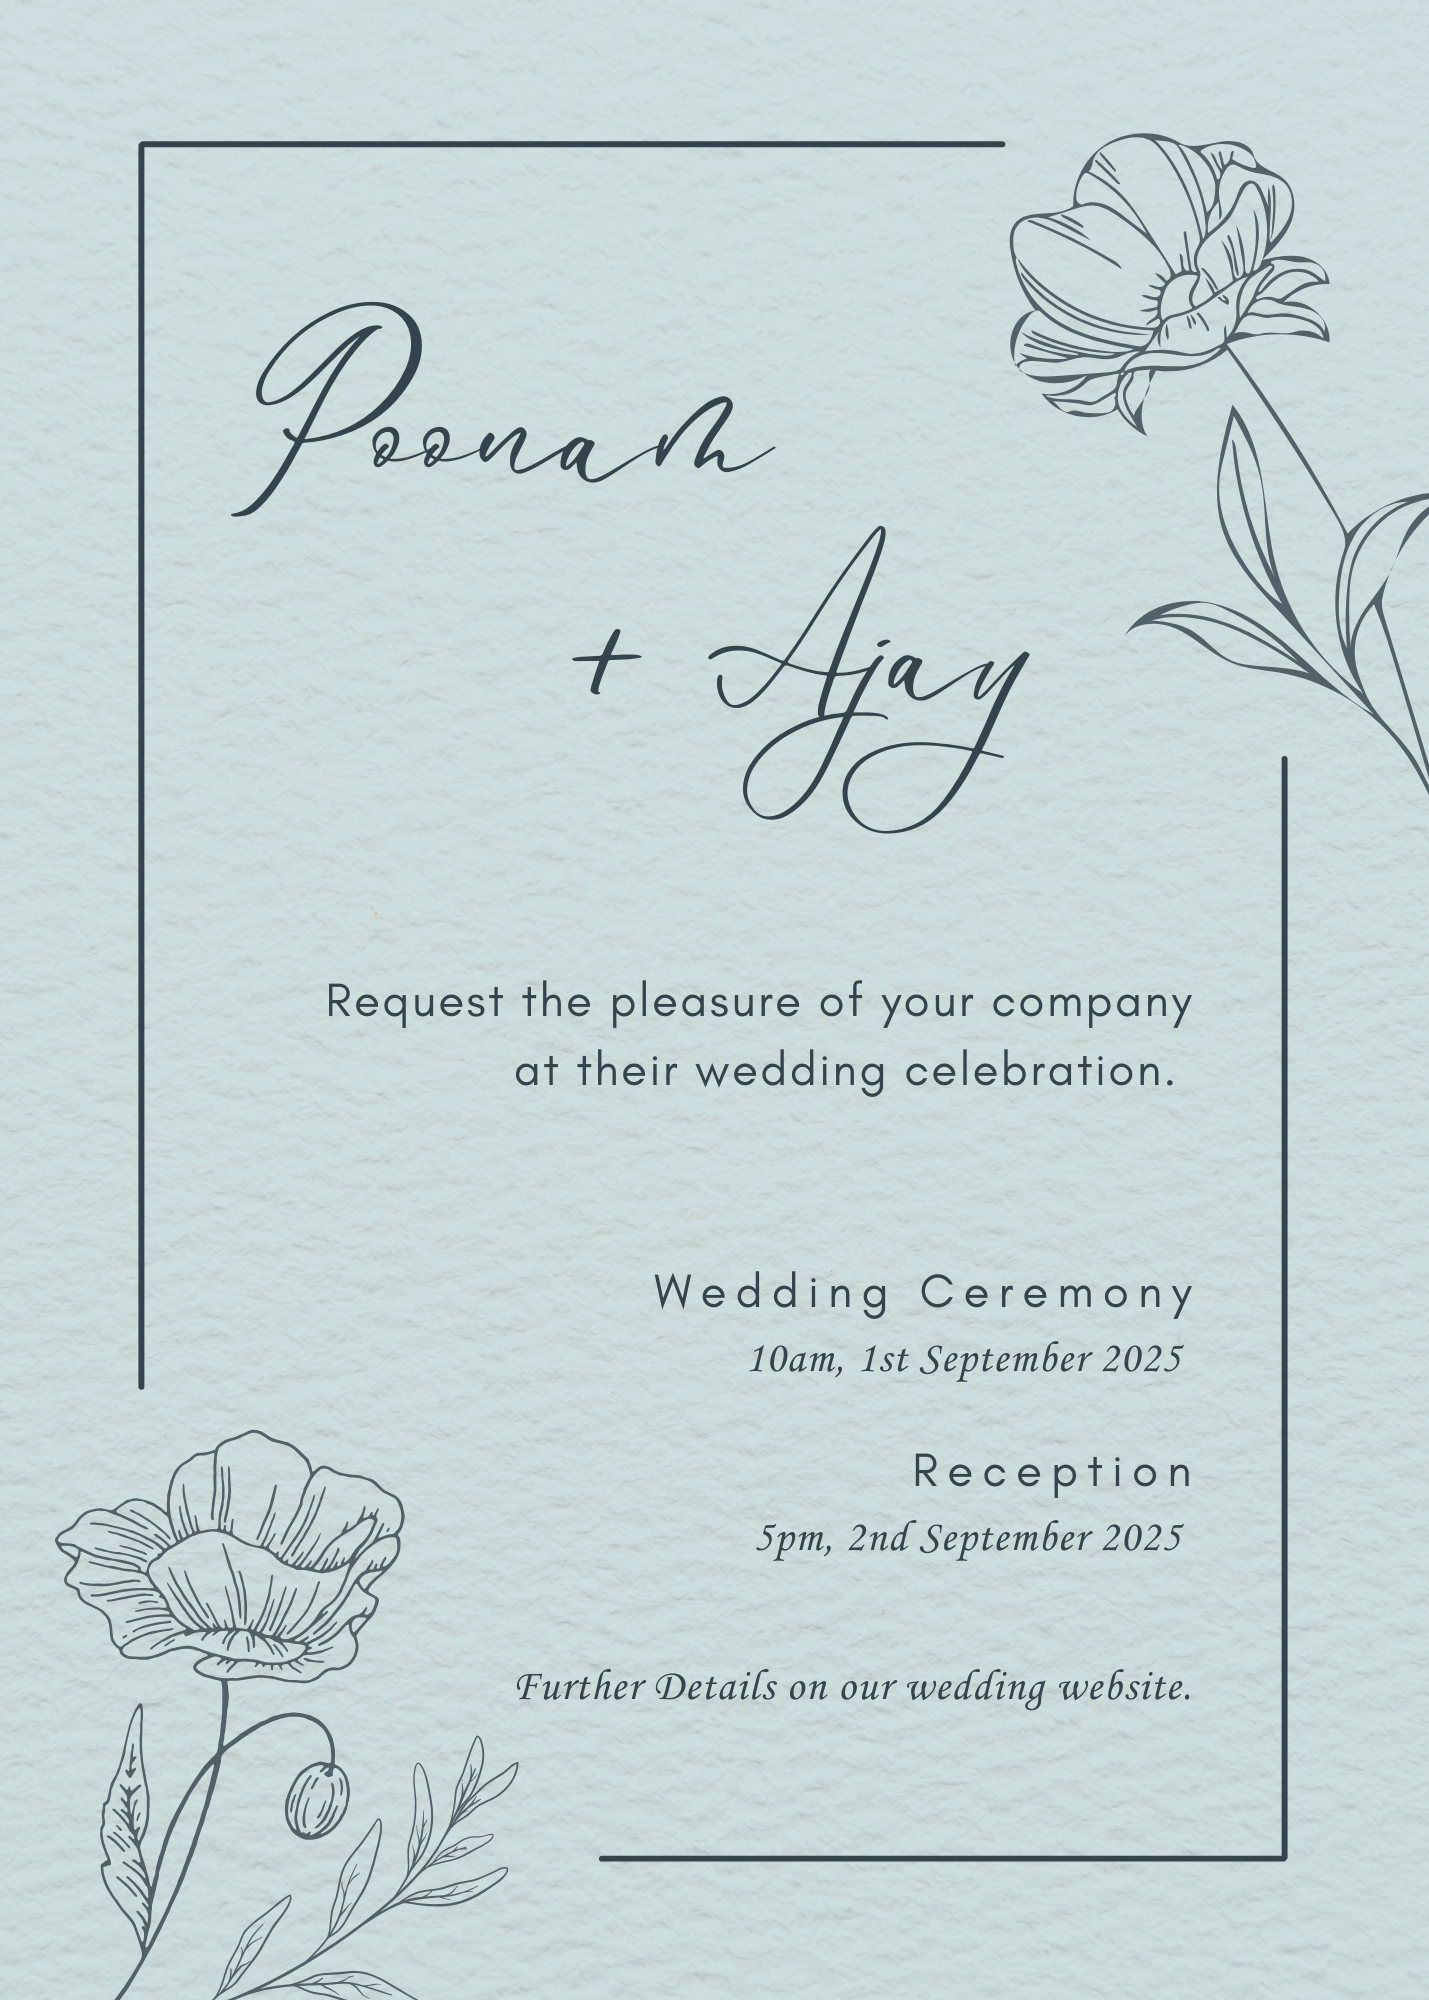 Poonam
+ Ajay
Request the pleasure of your company
at their wedding celebration.
Wedding Ceremony
10am, 1st September 2025
Reception
5pm, 2nd September 2025
Further Details on our wedding website.